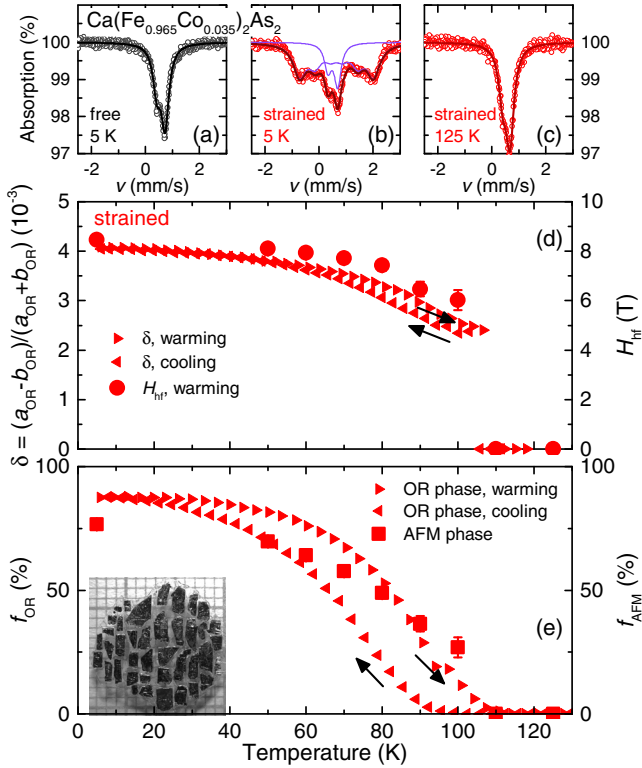 Ca(Fe0.965Co0.035)2As2
Absorption (%)
100
99
98
97
free
5 K
(a)
-2 0 2
v (mm/s)
strained
5 K
(b)
-2 0 2
v (mm/s)
100
99
98
97
strained
125 K
(c)
-2 0 2
v (mm/s)
δ = (aOR-bOR)/(aOR+bOR) (10-3)
5
4
3
2
1
0
strained
(d)
δ, warming
δ, cooling
Hhf, warming
10
8
6
4
2
0
Hhf (T)
fOR (%)
100
50
0
OR phase, warming
OR phase, cooling
AFM phase
(e)
100
50
0
fAFM (%)
0 20 40 60 80 100 120
Temperature (K)